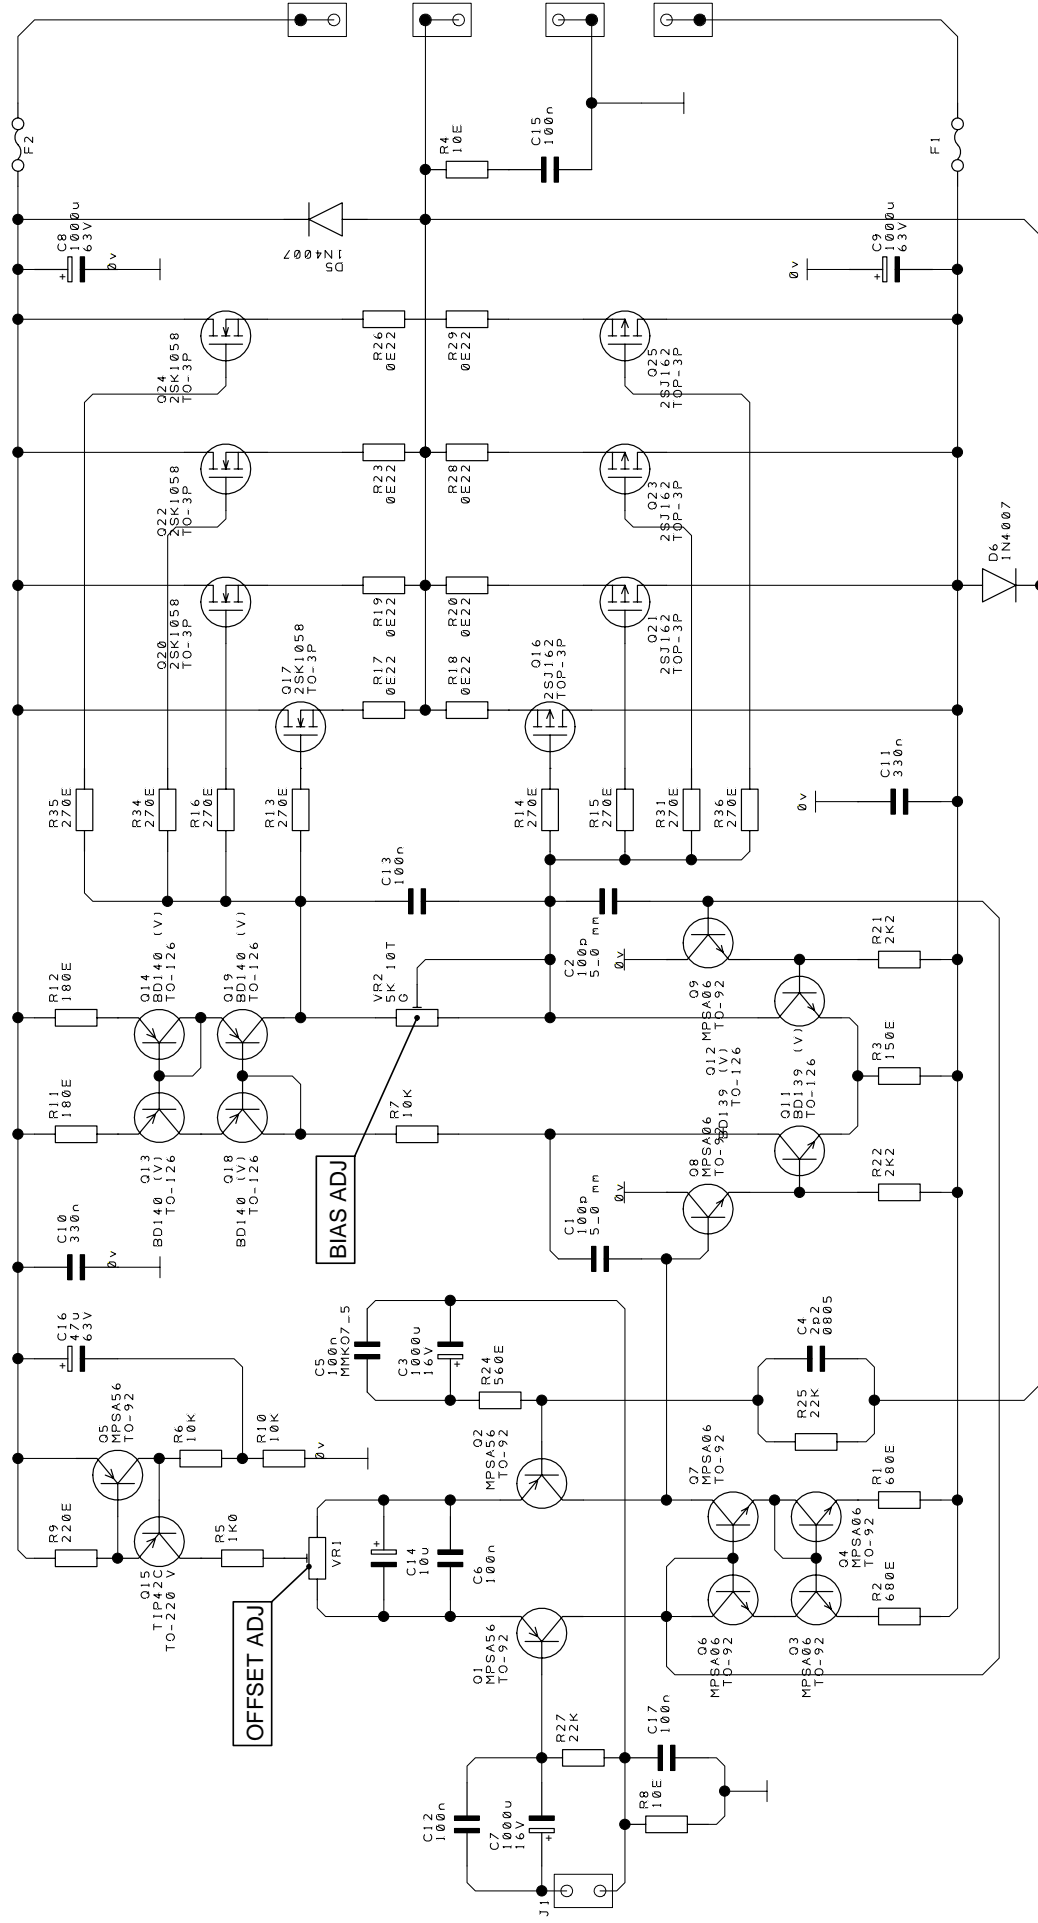 F2
R4
10E
C15
100n
F1
C8
1000u
63V
0v
D5
1N4007
0v
C9
1000u
63V
Q24
2SK1058
TO-3P
R26
0E22
R29
0E22
Q25
2SJ162
TOP-3P
Q22
2SK1058
TO-3P
R23
0E22
R28
0E22
Q23
2SJ162
TOP-3P
D6
1N4007
Q20
2SK1058
TO-3P
R19
0E22
R20
0E22
Q21
2SJ162
TOP-3P
Q17
2SK1058
TO-3P
R17
0E22
R18
0E22
Q16
2SJ162
TOP-3P
R35
270E
R34
270E
R16
270E
R13
270E
R14
270E
R15
270E
R31
270E
R36
270E
0v
C11
330n
C13
100n
R12
180E
Q14
BD140 (V)
TO-126
Q19
BD140 (V)
TO-126
VR2
5K 10T
G
C2
100p
5.0 mm
0v
Q9
MPSA06
TO-92
R21
2K2
R11
180E
Q13
BD140 (V)
TO-126
Q18
BD140 (V)
TO-126
R7
10K
BIAS ADJ
Q12
BD139 (V)
TO-126
Q11
BD139 (V)
TO-126
R3
150E
C1
100p
5.0 mm
0v
Q8
MPSA06
TO-92
R22
2K2
C10
330n
0v
C16
47u
63V
Q5
MPSA56
TO-92
R6
10K
R10
10K
0v
C5
100n
MMK07_5
C3
1000u
16V
R24
560E
Q2
MPSA56
TO-92
C4
2p2
0805
R25
22K
R9
220E
Q15
TIP42C
TO-220 V
R5
1K0
VR1
OFFSET ADJ
C14
10u
C6
100n
Q7
MPSA06
TO-92
Q4
MPSA06
TO-92
R1
680E
R2
680E
Q1
MPSA56
TO-92
Q6
MPSA06
TO-92
Q3
MPSA06
TO-92
R27
22K
C17
100n
R8
10E
C12
100n
C7
1000u
16V
J1